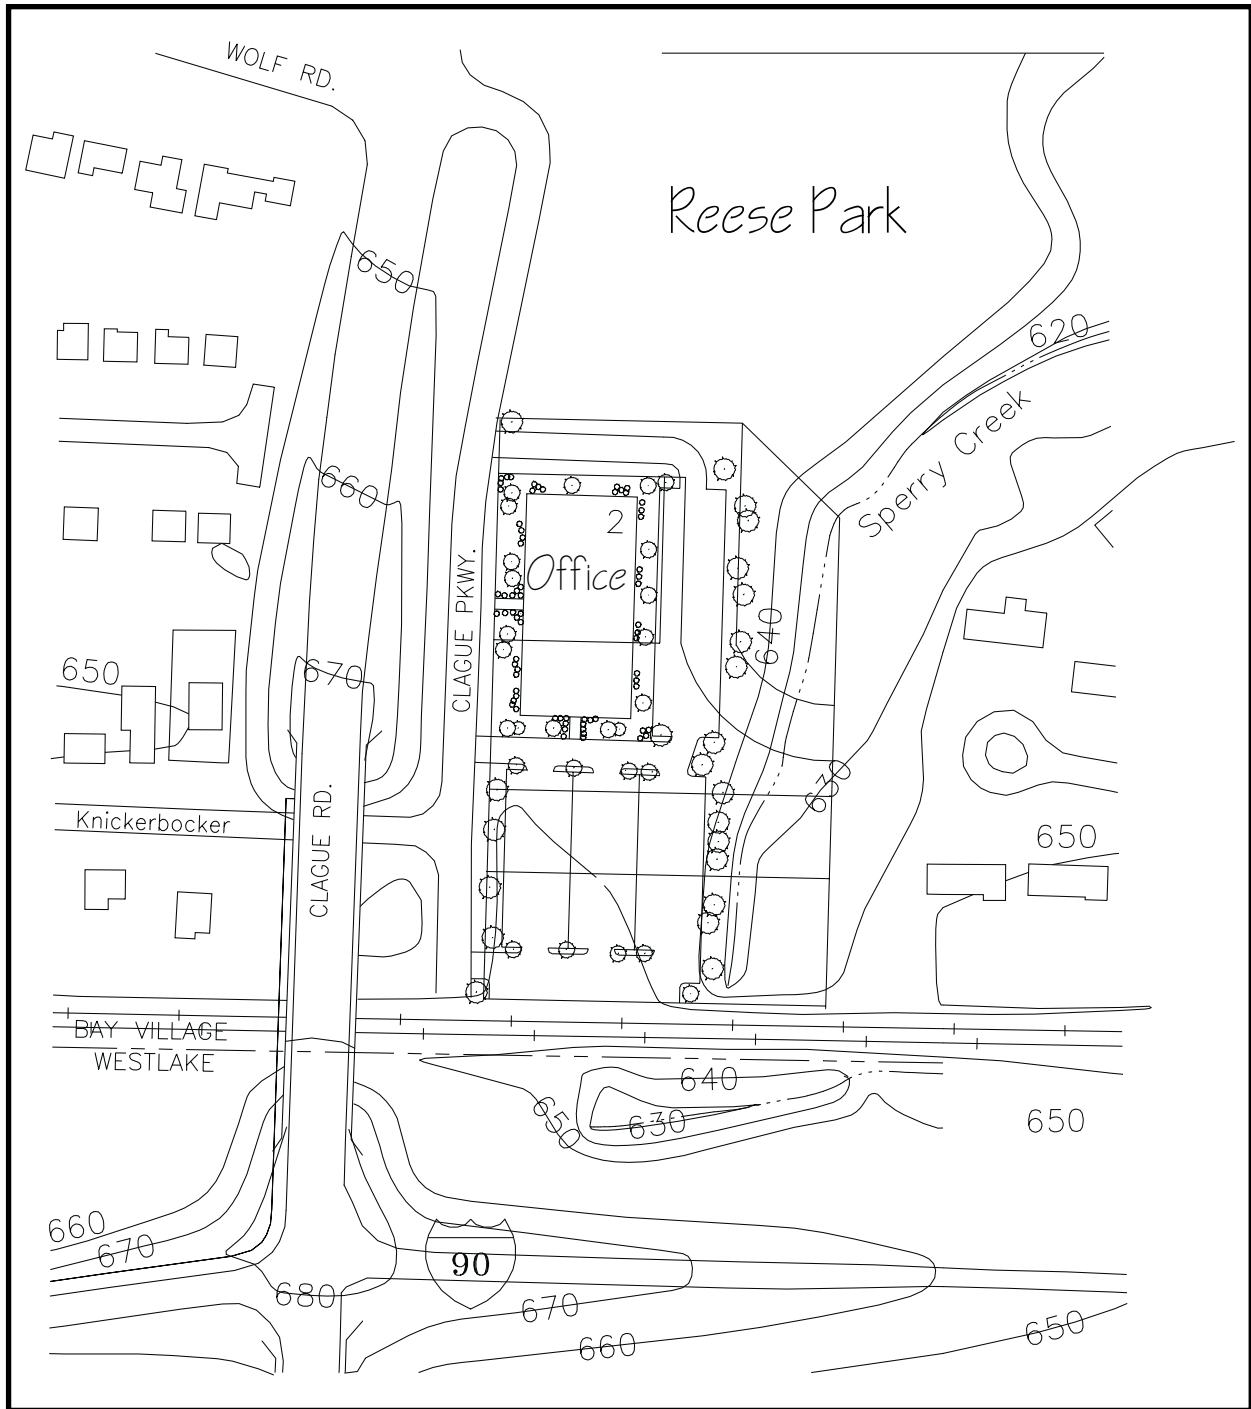 WOLF RD.
Reese Park
650
620
Sperry Creek
660
2
Office
CLAGUE PKWY.
640
650
670
630
CLAGUE RD.
Knickerbocker
650
BAY VILLAGE
WESTLAKE
640
650
630
650
660
670
90
680
670
660
650